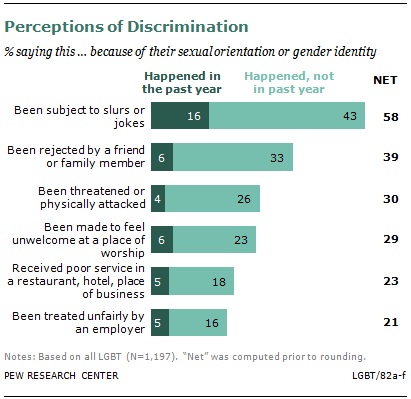 Perceptions of Discrimination
% saying this ... because of their sexual orientation or gender identity
Happened in
the past year
Happened, not
in past year
NET
Been subject to slurs or
jokes
16
43
58
Been rejected by a friend
or family member
6
33
39
Been threatened or
physically attacked
4
26
30
Been made to feel
unwelcome at a place of
worship
6
23
29
Received poor service in
a restaurant, hotel, place
of business
5
18
23
Been treated unfairly by
an employer
5
16
21
Notes: Based on all LGBT (N=1,197). “Net” was computed prior to rounding.
PEW RESEARCH CENTER
LGBT/82a-f